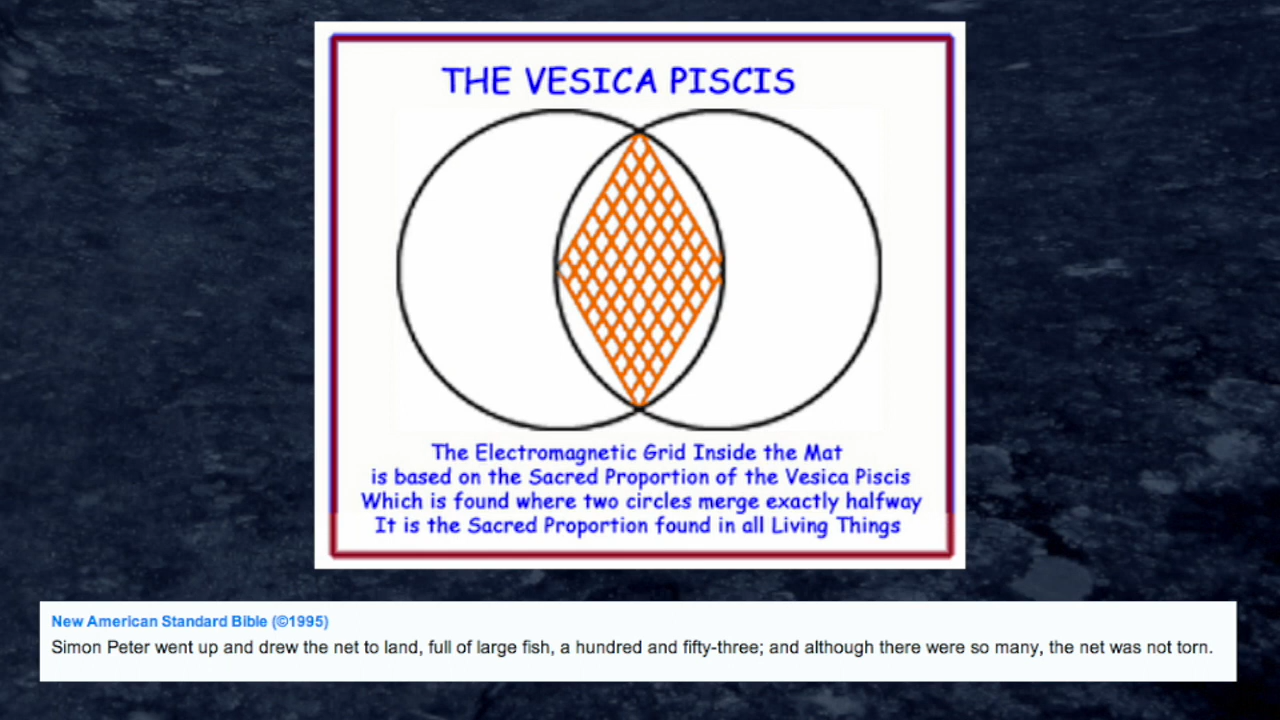 THE VESICA PISCIS
The Electromagnetic Grid Inside the Mat
is based on the Sacred Proportion of the Vesica Piscis
Which is found where two circles merge exactly halfway
It is the Sacred Proportion found in all Living Things
New American Standard Bible (©1995)
Simon Peter went up and drew the net to land, full of large fish, a hundred and fifty-three; and although there were so many, the net was not torn.